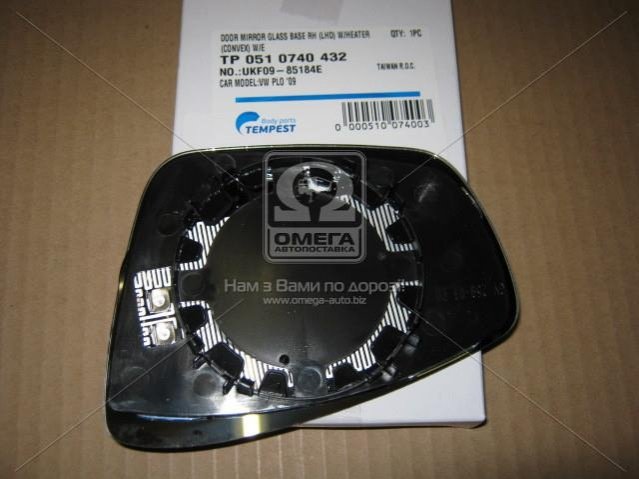 DOOR MIRROR GLASS BASE RH (LHD) W/HEATER QTY: 1PC
(CONVEX) W/E
TP 051 0740 432
NO.:UKF09-85184E TAIWAN R.O.C.
CAR MODEL:VW PLO '09
Body parts
TEMPEST
0 000510 074003
ОМЕГА
АВТОПОСТАВКА
Нам з Вами по дорозі!
www.omega-auto.biz